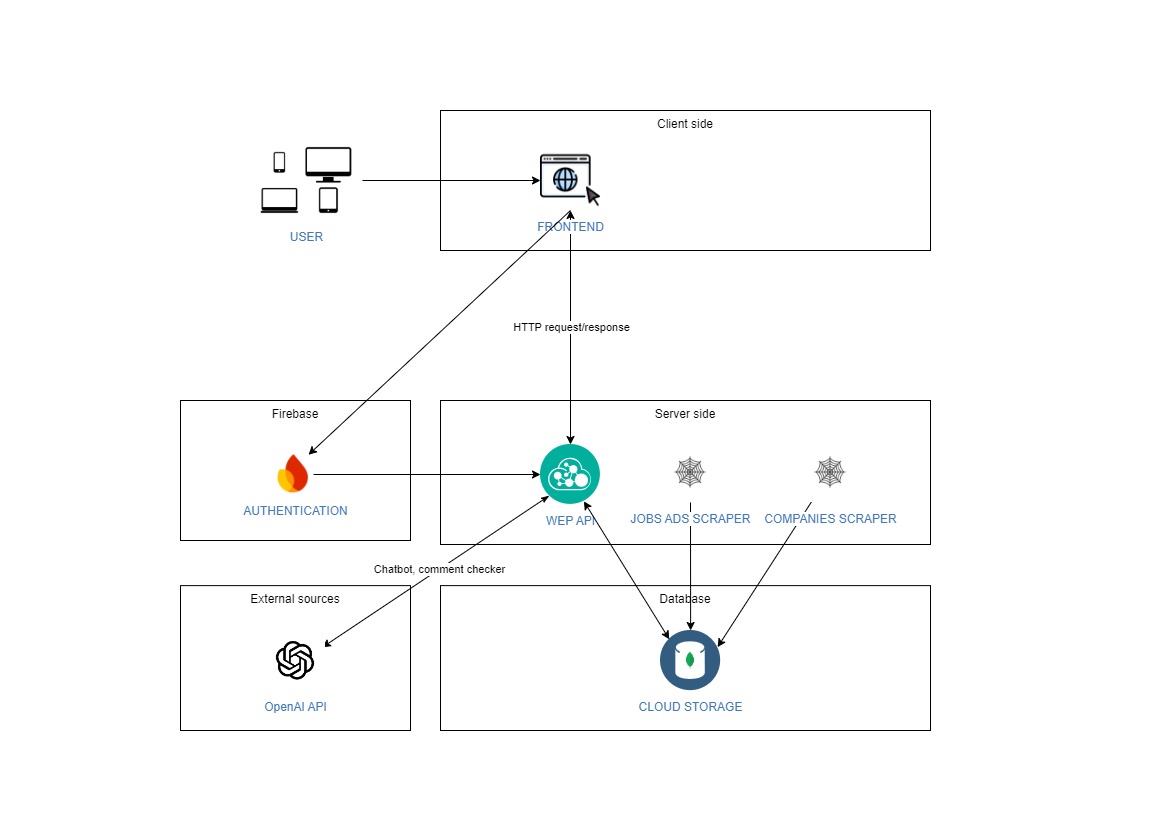 Client side
USER
FRONTEND
HTTP request/response
Firebase
Server side
AUTHENTICATION
WEP API
JOBS ADS SCRAPER
COMPANIES SCRAPER
Chatbot, comment checker
External sources
Database
OpenAI API
CLOUD STORAGE